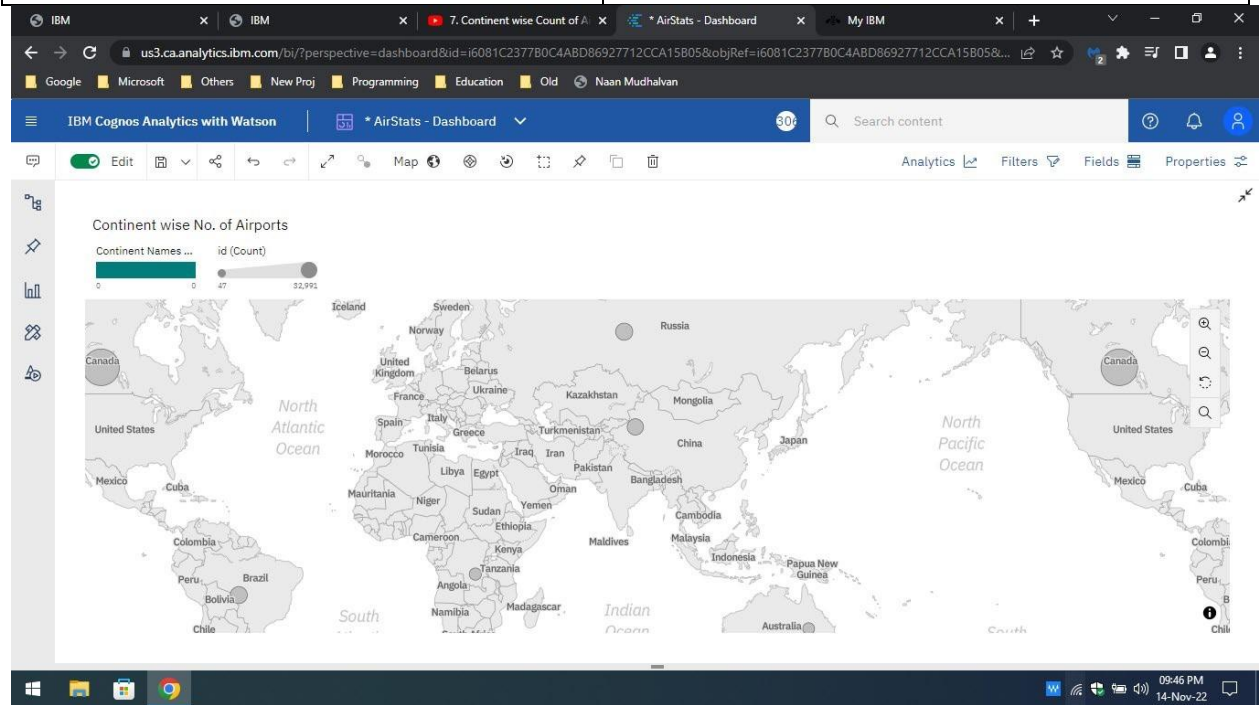 IBM
IBM
7. Continent wise Count of Ai
* AirStats - Dashboard
My IBM
us3.ca.analytics.ibm.com/bi/?perspective=dashboard&id=i6081C2377B0C4ABD86927712CCA15B05&objRef=i6081C2377B0C4ABD86927712CCA15B05&...
2
Google Microsoft Others New Proj Programming Education Old Naan Mudhalvan
IBM Cognos Analytics with Watson
* AirStats - Dashboard
306
Search content
Edit
Map
Analytics Filters Fields Properties
Continent wise No. of Airports
Continent Names ... id (Count)
0 0 47 32,991
Iceland Sweden
Norway Russia
Canada United Kingdom Belarus Canada
France Ukraine Kazakhstan Mongolia
North Atlantic Ocean
North Pacific Ocean
United States Spain Italy Greece Turkmenistan China Japan United States
Morocco Tunisia Iraq Iran
Mexico Cuba Libya Egypt Pakistan Bangladesh Mexico Cuba
Mauritania Niger Oman
Sudan Yemen Cambodia
Colombia Cameroon Ethiopia Maldives Malaysia Colombi
Kenya Indonesia Papua New Guinea
Peru Brazil Angola Tanzania Peru
Bolivia B
South Namibia Madagascar Indian Ocean Australia South
Chile Chile
09:46 PM
14-Nov-22